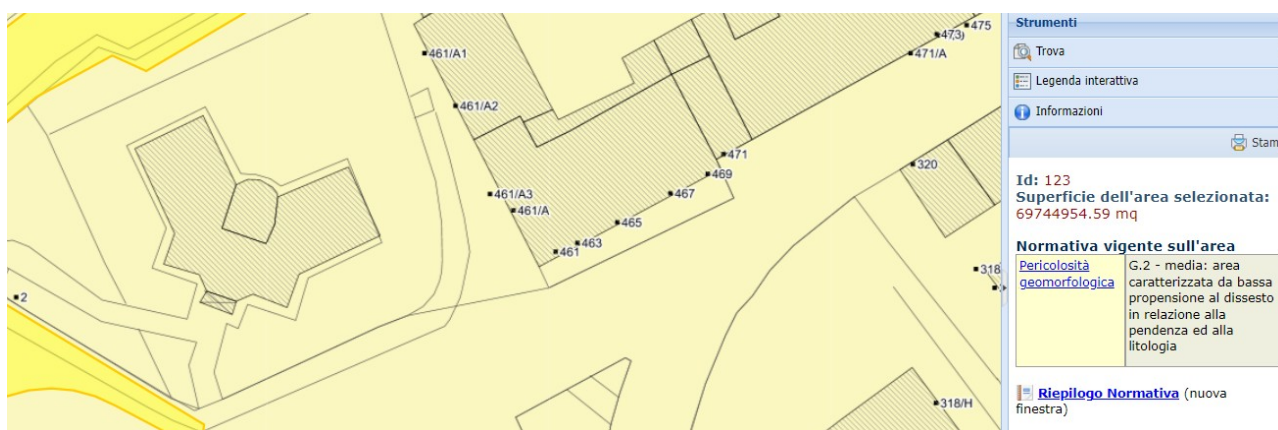 461/A1
461/A2
461/A3
461/A
461
463
465
467
469
471
471/A
475
320
318/H
2
Strumenti
Trova
Legenda interattiva
Informazioni
Id: 123
Superficie dell'area selezionata:
69744954.59 mq
Normativa vigente sull'area
Pericolosità
geomorfologica
G.2 - media: area
caratterizzata da bassa
propensione al dissesto
in relazione alla
pendenza ed alla
litologia
Riepilogo Normativa (nuova
finestra)